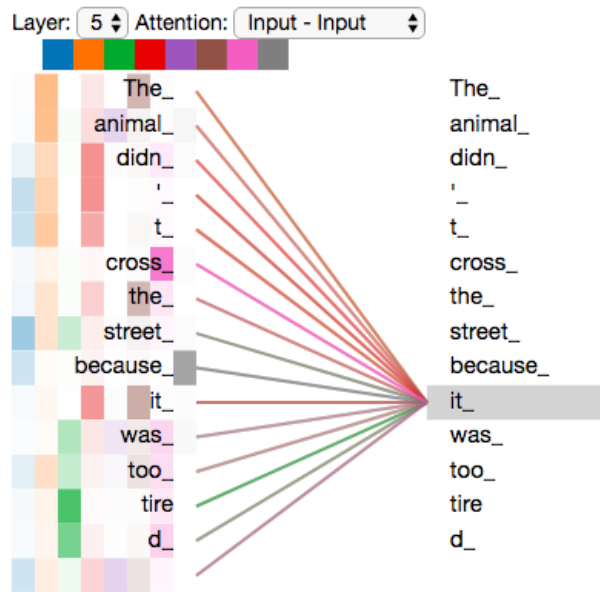 Layer: 5 Attention: Input - Input
The_ The_
animal_ animal_
didn_ didn_
'_ '_
t_ t_
cross_ cross_
the_ the_
street_ street_
because_ because_
it_ it_
was_ was_
too_ too_
tire tire
d_ d_